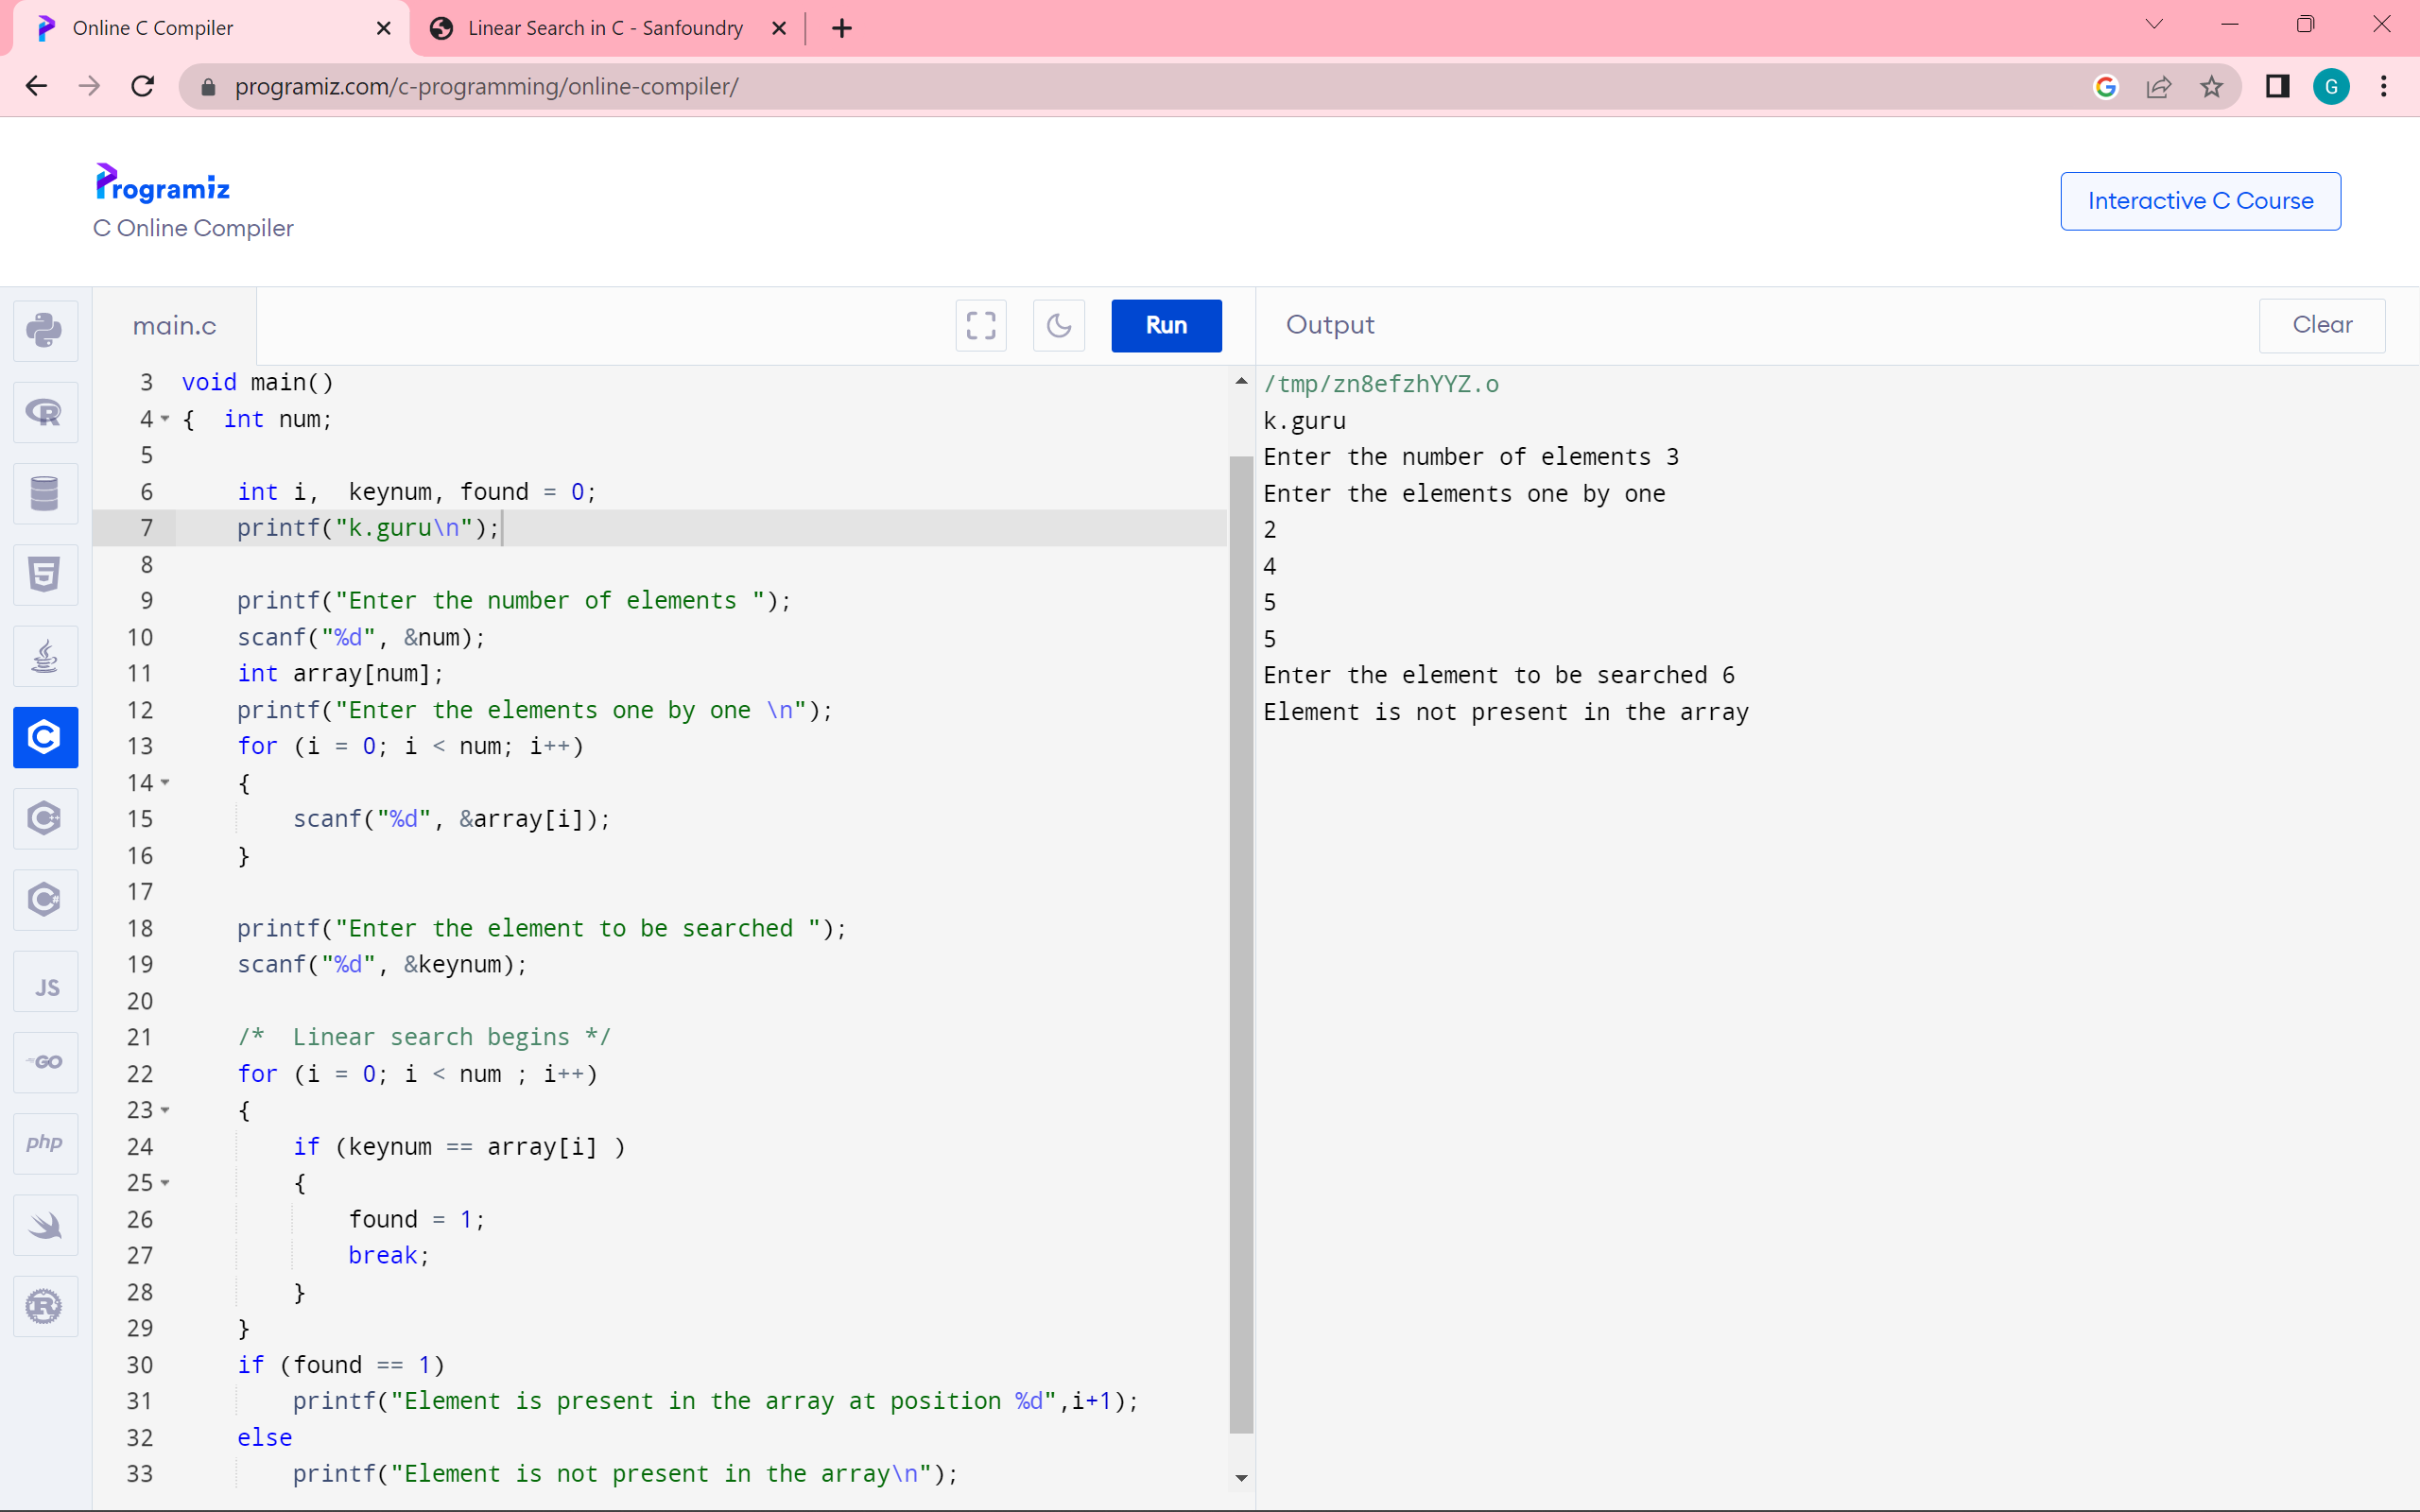 Online C Compiler
Linear Search in C - Sanfoundry
programiz.com/c-programming/online-compiler/
G
Programiz
C Online Compiler
Interactive C Course
main.c
Run
Output
Clear
3 void main()
4 {  int num;
5
6     int i,  keynum, found = 0;
7     printf("k.guru\n");
8
9     printf("Enter the number of elements ");
10     scanf("%d", &num);
11     int array[num];
12     printf("Enter the elements one by one \n");
13     for (i = 0; i < num; i++)
14     {
15         scanf("%d", &array[i]);
16     }
17
18     printf("Enter the element to be searched ");
19     scanf("%d", &keynum);
20
21     /*  Linear search begins */
22     for (i = 0; i < num ; i++)
23     {
24         if (keynum == array[i] )
25         {
26             found = 1;
27             break;
28         }
29     }
30     if (found == 1)
31         printf("Element is present in the array at position %d",i+1);
32     else
33         printf("Element is not present in the array\n");
/tmp/zn8efzhYYZ.o
k.guru
Enter the number of elements 3
Enter the elements one by one
2
4
5
5
Enter the element to be searched 6
Element is not present in the array
R
5
C
C++
C#
JS
GO
php
R